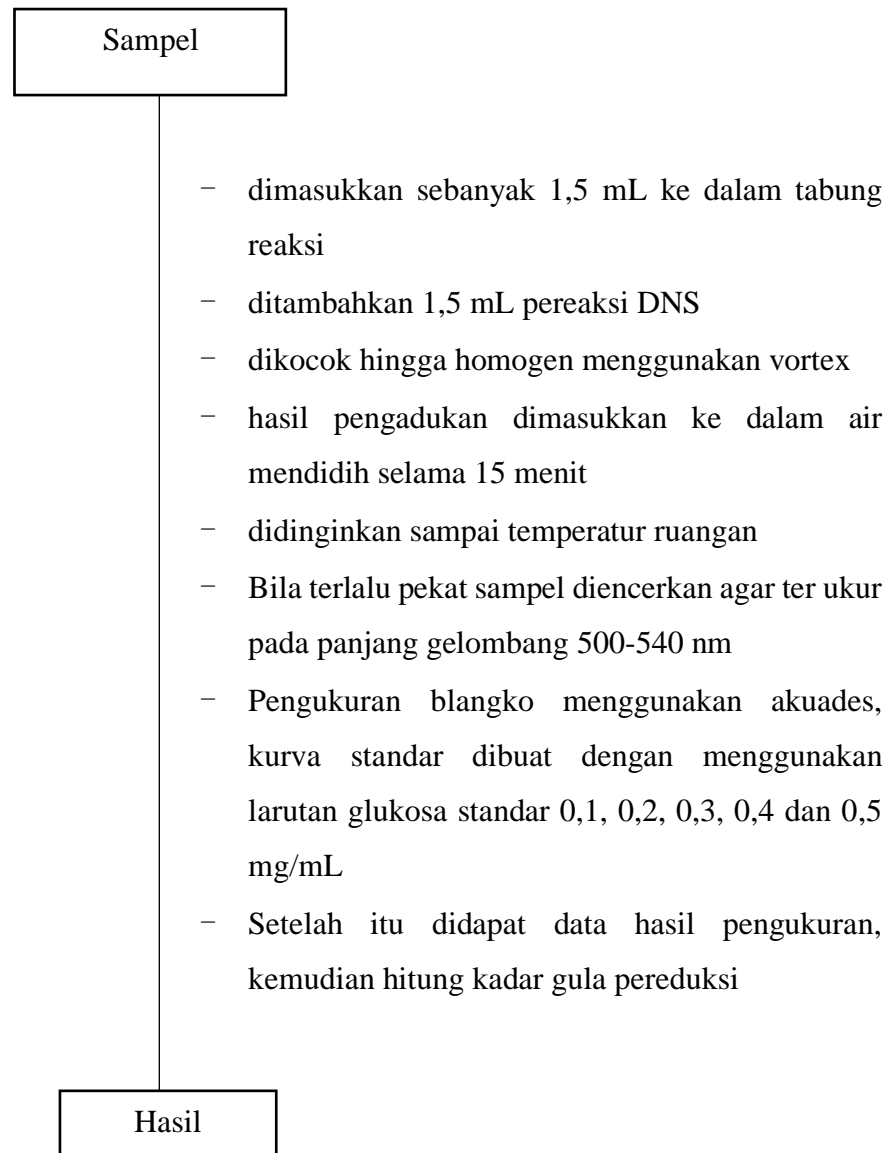 Sampel
− dimasukkan sebanyak 1,5 mL ke dalam tabung
reaksi
− ditambahkan 1,5 mL pereaksi DNS
− dikocok hingga homogen menggunakan vortex
− hasil pengadukan dimasukkan ke dalam air
mendidih selama 15 menit
− didinginkan sampai temperatur ruangan
− Bila terlalu pekat sampel diencerkan agar ter ukur
pada panjang gelombang 500-540 nm
− Pengukuran blangko menggunakan akuades,
kurva standar dibuat dengan menggunakan
larutan glukosa standar 0,1, 0,2, 0,3, 0,4 dan 0,5
mg/mL
− Setelah itu didapat data hasil pengukuran,
kemudian hitung kadar gula pereduksi
Hasil